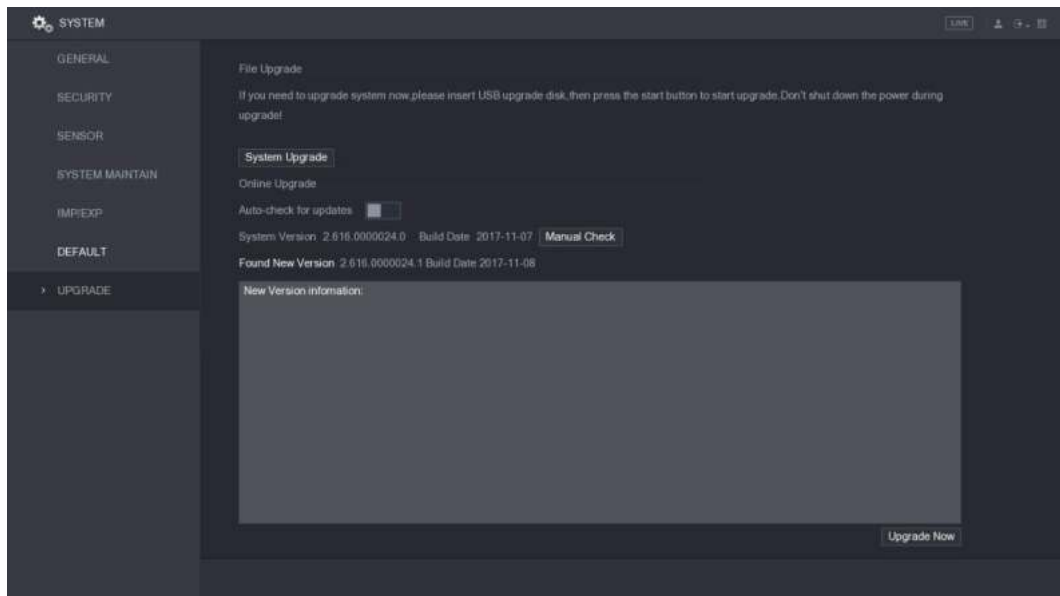 SYSTEM
LIVE
GENERAL
SECURITY
SENSOR
SYSTEM MAINTAIN
IMP/EXP
DEFAULT
UPGRADE
File Upgrade
If you need to upgrade system now,please insert USB upgrade disk,then press the start button to start upgrade.Don't shut down the power during
upgrade!
System Upgrade
Online Upgrade
Auto-check for updates
System Version 2.616.0000024.0 Build Date 2017-11-07 Manual Check
Found New Version 2.616.0000024.1 Build Date 2017-11-08
New Version infomation:
Upgrade Now